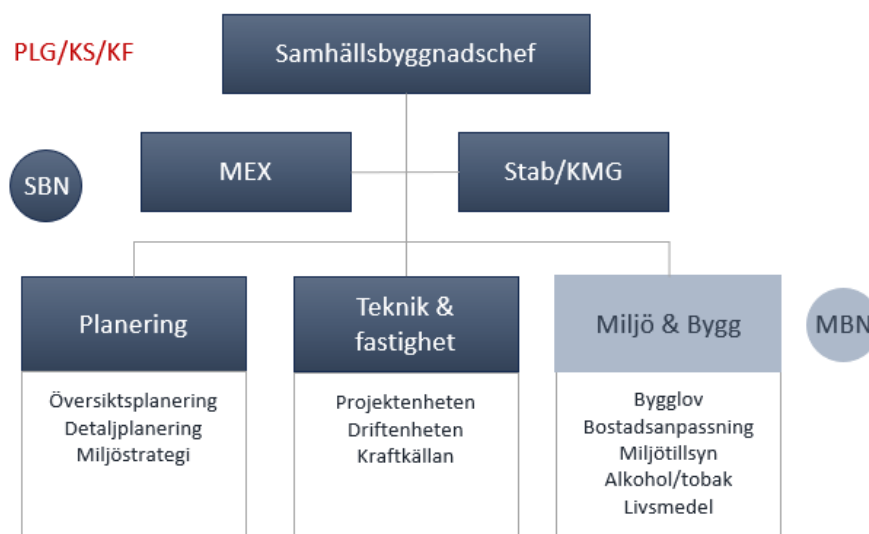 PLG/KS/KF
Samhällsbyggnadschef
SBN
MEX
Stab/KMG
Planering
Översiktsplanering
Detaljplanering
Miljöstrategi
Teknik &
fastighet
Projektenheten
Driftenheten
Kraftkällan
Miljö & Bygg
MBN
Bygglov
Bostadsanpassning
Miljötillsyn
Alkohol/tobak
Livsmedel